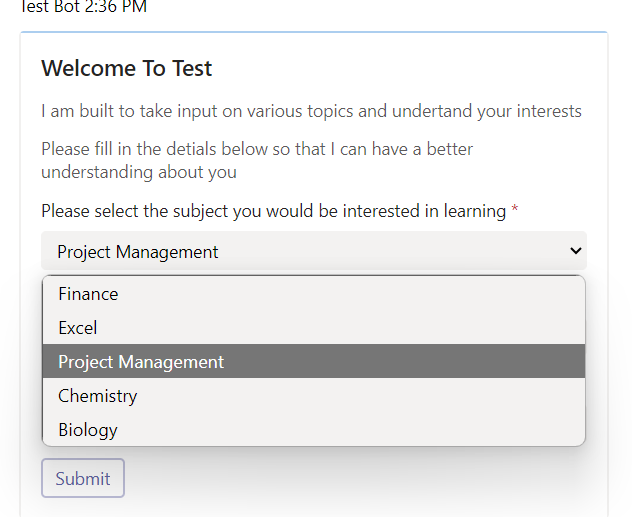 Test Bot 2:36 PM
Welcome To Test
I am built to take input on various topics and undertand your interests
Please fill in the detials below so that I can have a better
understanding about you
Please select the subject you would be interested in learning *
Project Management
Finance
Excel
Project Management
Chemistry
Biology
Submit